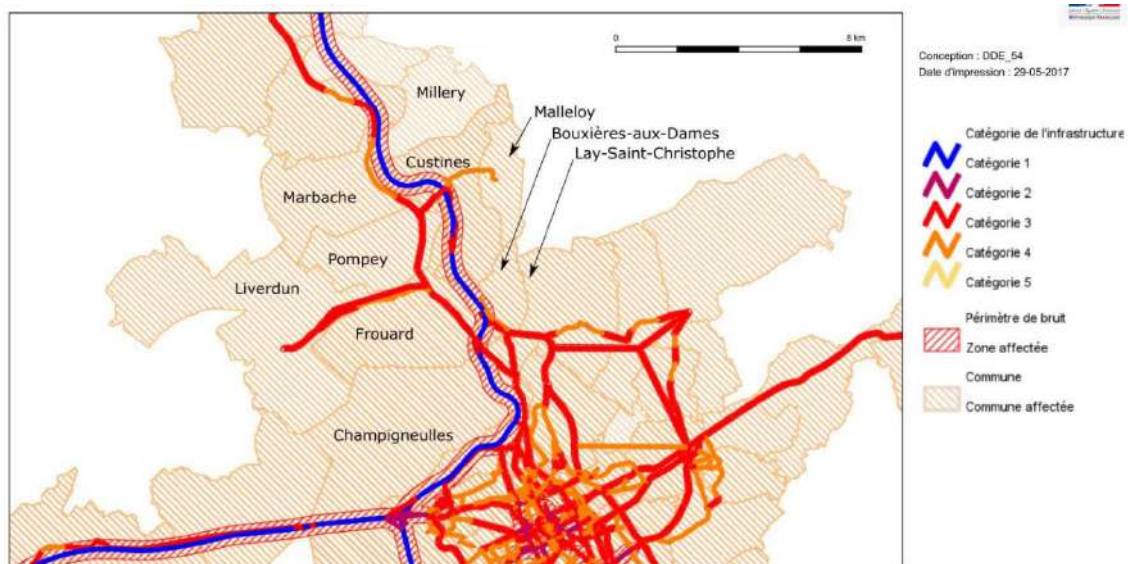 RÉPUBLIQUE FRANÇAISE
0
8 km
Conception : DDE_54
Date d'impression : 29-05-2017
Millery
Malleloy
Bouxières-aux-Dames
Lay-Saint-Christophe
Custines
Marbache
Pompey
Liverdun
Frouard
Champigneulles
Catégorie de l'infrastructure
Catégorie 1
Catégorie 2
Catégorie 3
Catégorie 4
Catégorie 5
Périmètre de bruit
Zone affectée
Commune
Commune affectée